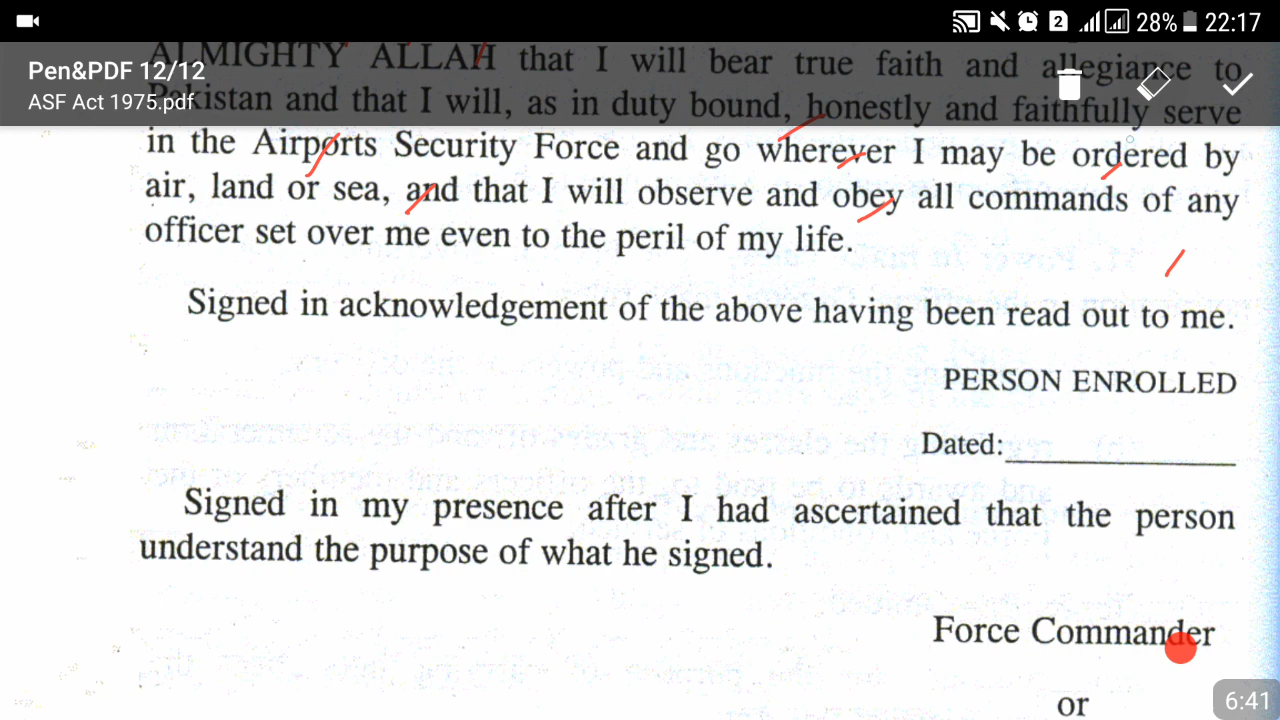 2 28% 22:17
ALMIGHTY ALLAH that I will bear true faith and allegiance to
Pen&PDF 12/12
ASF Act 1975.pdf
Pakistan and that I will, as in duty bound, honestly and faithfully serve
in the Airports Security Force and go wherever I may be ordered by
air, land or sea, and that I will observe and obey all commands of any
officer set over me even to the peril of my life.
Signed in acknowledgement of the above having been read out to me.
PERSON ENROLLED
Dated:
Signed in my presence after I had ascertained that the person
understand the purpose of what he signed.
Force Commander
or
6:41